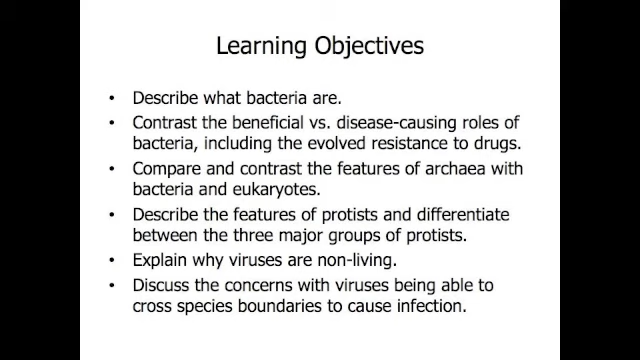 Learning Objectives
• Describe what bacteria are.
• Contrast the beneficial vs. disease-causing roles of
bacteria, including the evolved resistance to drugs.
• Compare and contrast the features of archaea with
bacteria and eukaryotes.
• Describe the features of protists and differentiate
between the three major groups of protists.
• Explain why viruses are non-living.
• Discuss the concerns with viruses being able to
cross species boundaries to cause infection.